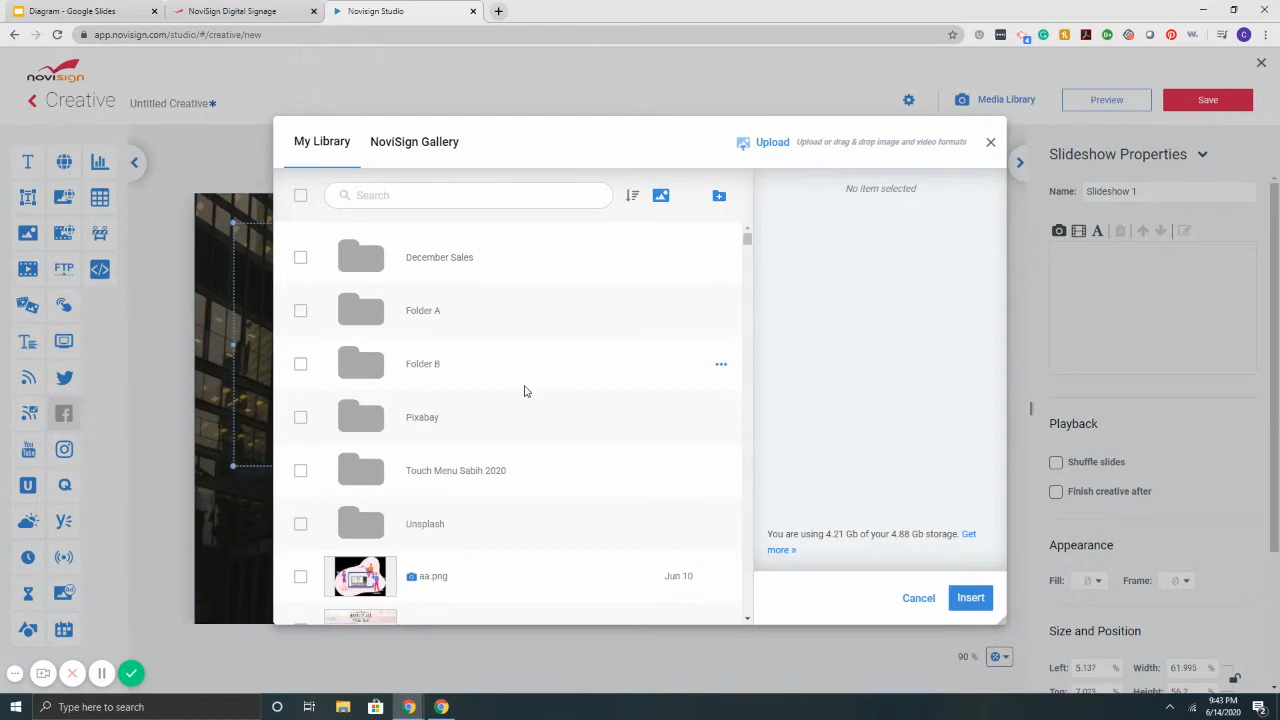 Diagram - Google Slides
NoviSign Digital Signage
NoviSign Studio
app.novisign.com/studio/#/creative/new
novisign
Creative
Untitled Creative*
Media Library
Preview
Save
My Library
NoviSign Gallery
Upload
Upload or drag & drop image and video formats
Search
December Sales
Folder A
Folder B
Pixabay
Touch Menu Sabih 2020
Unsplash
aa.png
Jun 10
No item selected
You are using 4.21 Gb of your 4.88 Gb storage. Get
more »
Cancel
Insert
Slideshow Properties
Name:
Slideshow 1
Playback
Shuffle slides
Finish creative after
Appearance
Fill:
Frame:
Size and Position
Left: 5.137 % Width: 61.995 %
Top: 7.023 % Height: 56.2 %
90 %
FTP
You
Tube
Type here to search
9:43 PM
6/14/2020